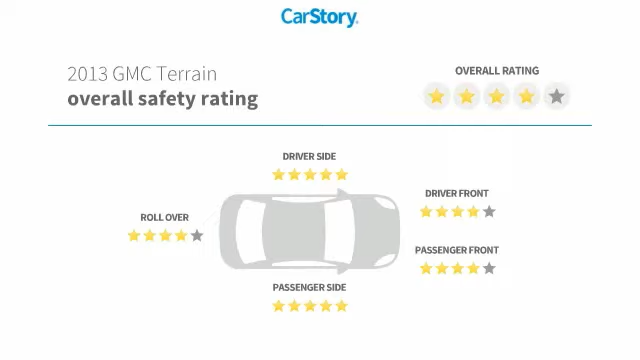 CarStory
2013 GMC Terrain
overall safety rating
OVERALL RATING
DRIVER SIDE
DRIVER FRONT
ROLL OVER
PASSENGER FRONT
PASSENGER SIDE